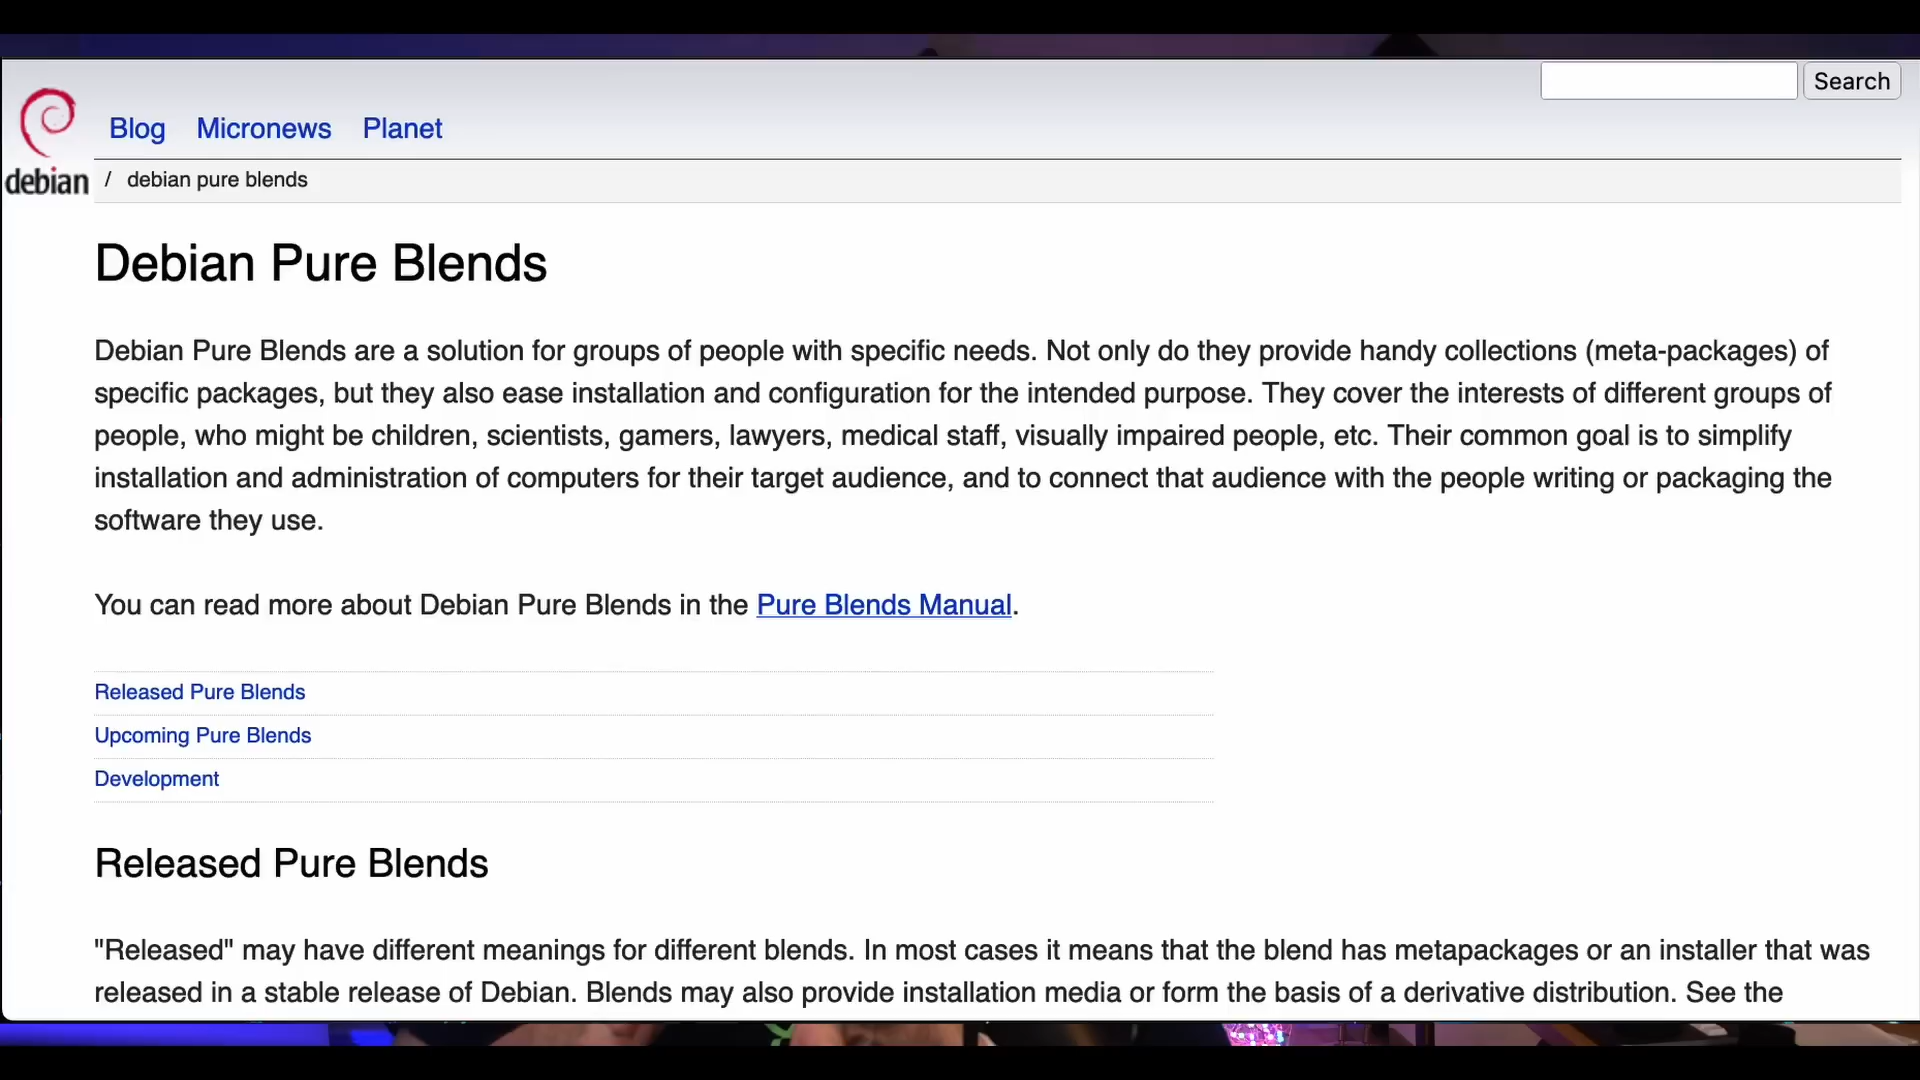 Search
Blog Micronews Planet
debian
/ debian pure blends
Debian Pure Blends
Debian Pure Blends are a solution for groups of people with specific needs. Not only do they provide handy collections (meta-packages) of
specific packages, but they also ease installation and configuration for the intended purpose. They cover the interests of different groups of
people, who might be children, scientists, gamers, lawyers, medical staff, visually impaired people, etc. Their common goal is to simplify
installation and administration of computers for their target audience, and to connect that audience with the people writing or packaging the
software they use.
You can read more about Debian Pure Blends in the Pure Blends Manual.
Released Pure Blends
Upcoming Pure Blends
Development
Released Pure Blends
"Released" may have different meanings for different blends. In most cases it means that the blend has metapackages or an installer that was
released in a stable release of Debian. Blends may also provide installation media or form the basis of a derivative distribution. See the